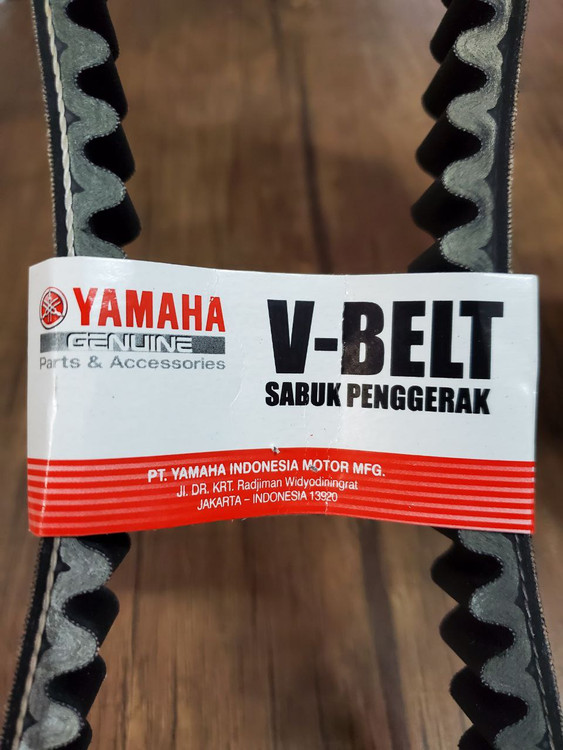 YAMAHA
GENUINE
Parts & Accessories
V-BELT
SABUK PENGGERAK
PT. YAMAHA INDONESIA MOTOR MFG.
Jl. DR. KRT. Radjiman Widyodiningrat
JAKARTA – INDONESIA 13920